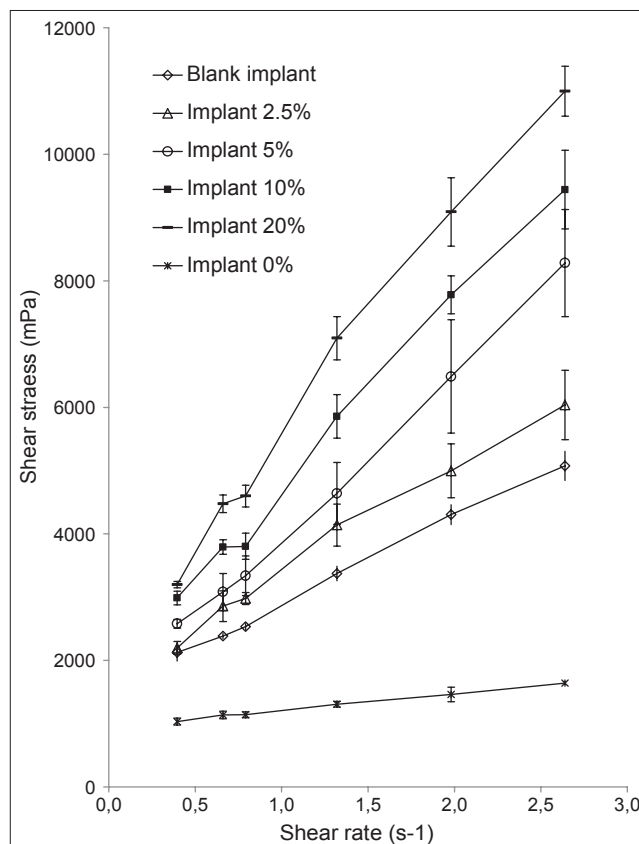 12000
10000
8000
6000
4000
2000
0
Shear straess (mPa)
Blank implant
Implant 2.5%
Implant 5%
Implant 10%
Implant 20%
Implant 0%
0,0 0,5 1,0 1,5 2,0 2,5 3,0
Shear rate (s-1)